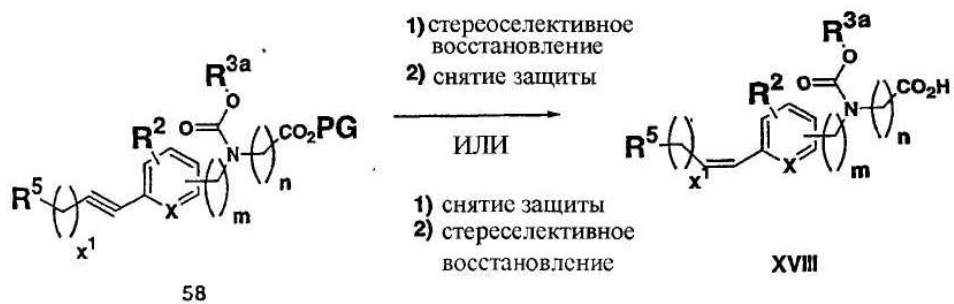 1) стереоселективное
восстановление
2) снятие защиты
ИЛИ
1) снятие защиты
2) стереселективное
восстановление
R³ᵃ
O
O
N
R²
CO₂PG
n
m
X
R⁵
x¹
58
R³ᵃ
O
O
N
R²
CO₂H
n
m
X
R⁵
x¹
XVIII